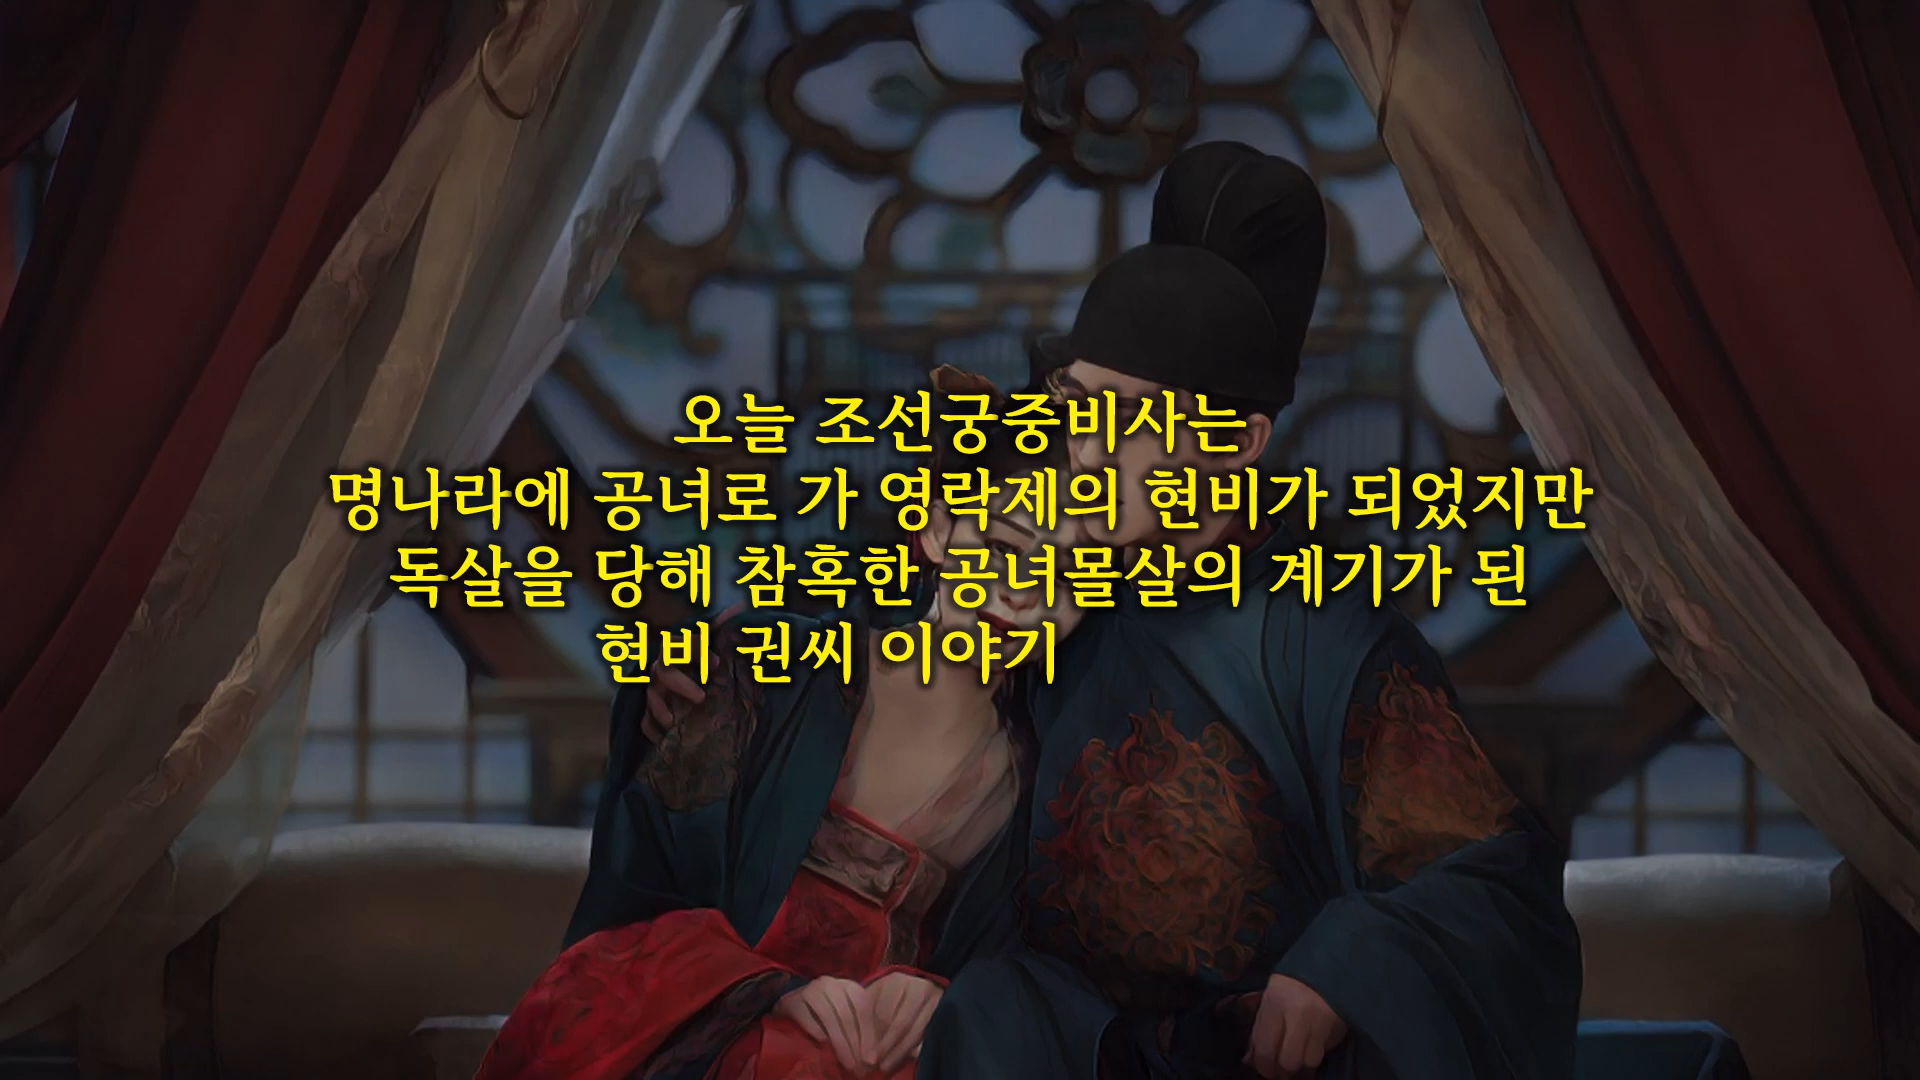 오늘 조선궁중비사는
명나라에 공녀로 가 영락제의 현비가 되었지만
독살을 당해 참혹한 공녀몰살의 계기가 된
현비 권씨 이야기